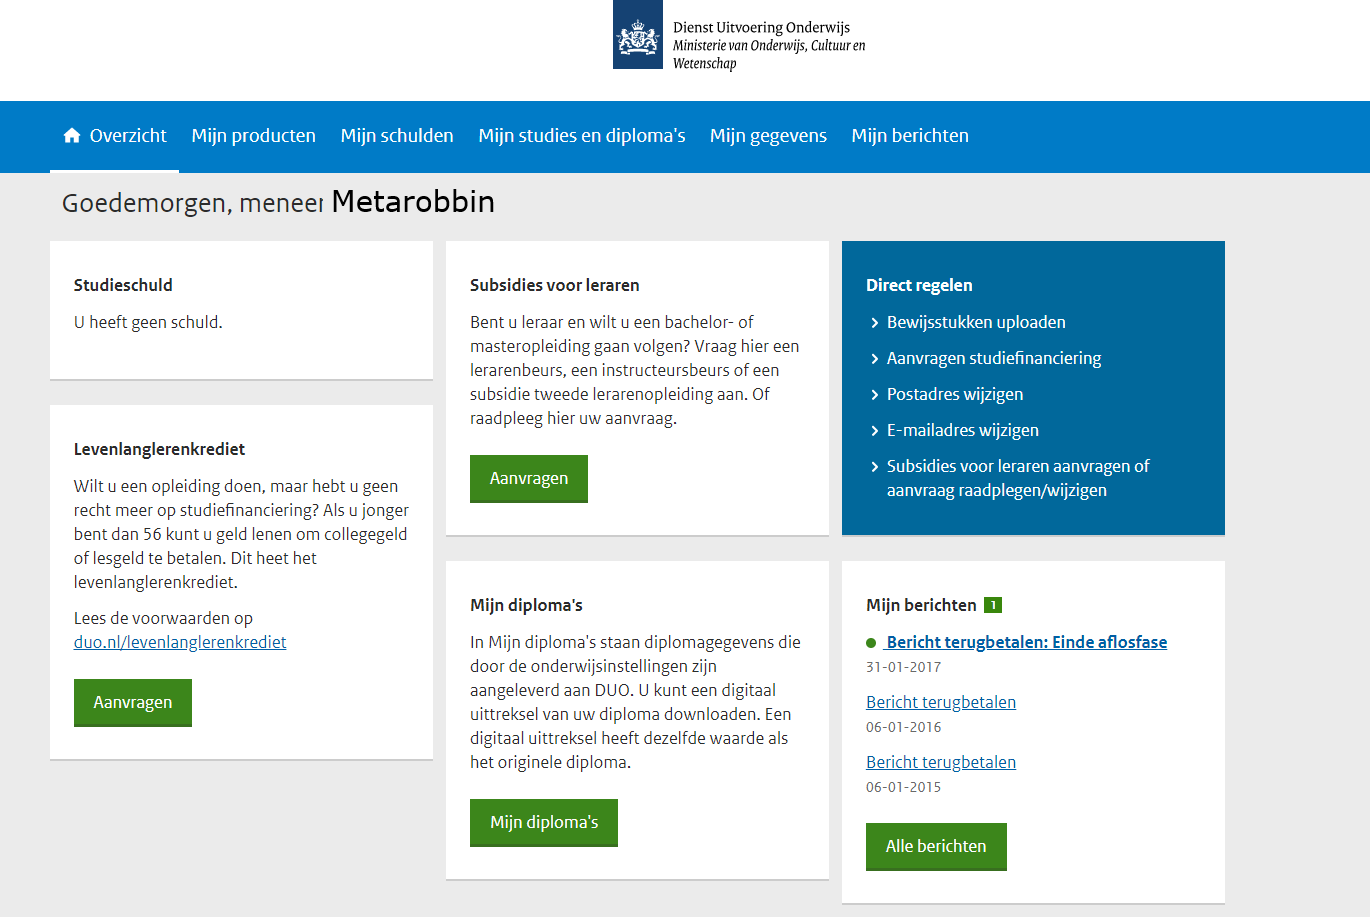 Dienst Uitvoering Onderwijs
Ministerie van Onderwijs, Cultuur en
Wetenschap
Overzicht Mijn producten Mijn schulden Mijn studies en diploma's Mijn gegevens Mijn berichten
Goedemorgen, meneer Metarobbin
Studieschuld
U heeft geen schuld.
Levenlanglerenkrediet
Wilt u een opleiding doen, maar hebt u geen
recht meer op studiefinanciering? Als u jonger
bent dan 56 kunt u geld lenen om collegegeld
of lesgeld te betalen. Dit heet het
levenlanglerenkrediet.
Lees de voorwaarden op
duo.nl/levenlanglerenkrediet
Aanvragen
Subsidies voor leraren
Bent u leraar en wilt u een bachelor- of
masteropleiding gaan volgen? Vraag hier een
lerarenbeurs, een instructeursbeurs of een
subsidie tweede lerarenopleiding aan. Of
raadpleeg hier uw aanvraag.
Aanvragen
Mijn diploma's
In Mijn diploma's staan diplomagegevens die
door de onderwijsinstellingen zijn
aangeleverd aan DUO. U kunt een digitaal
uittreksel van uw diploma downloaden. Een
digitaal uittreksel heeft dezelfde waarde als
het originele diploma.
Mijn diploma's
Direct regelen
Bewijsstukken uploaden
Aanvragen studiefinanciering
Postadres wijzigen
E-mailadres wijzigen
Subsidies voor leraren aanvragen of
aanvraag raadplegen/wijzigen
Mijn berichten 1
Bericht terugbetalen: Einde aflosfase
31-01-2017
Bericht terugbetalen
06-01-2016
Bericht terugbetalen
06-01-2015
Alle berichten